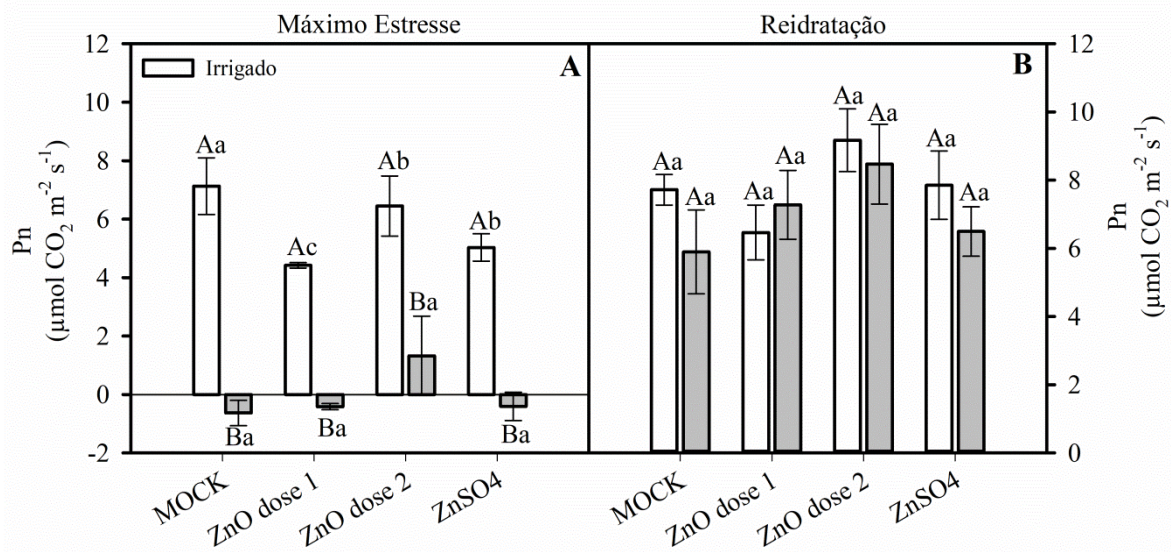 Máximo Estresse
Reidratação
12
10
8
6
4
2
0
-2
Pn
(µmol CO₂ m⁻² s⁻¹)
Irrigado
A
Aa
Ba
Ac
Ba
Ab
Ba
Ab
Ba
MOCK
ZnO dose 1
ZnO dose 2
ZnSO4
B
Aa
Aa
Aa
Aa
Aa
Aa
Aa
Aa
MOCK
ZnO dose 1
ZnO dose 2
ZnSO4
12
10
8
6
4
2
0
Pn
(µmol CO₂ m⁻² s⁻¹)